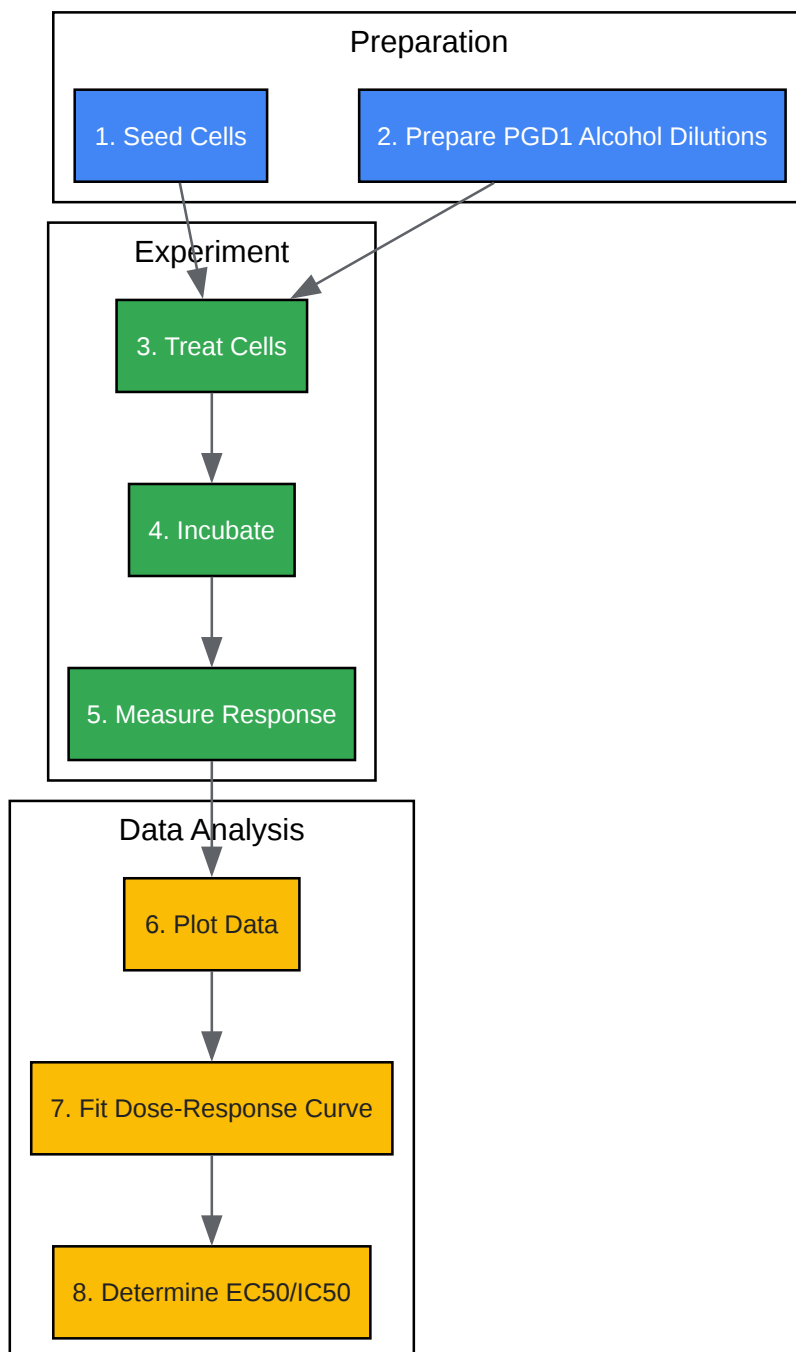 Preparation
1. Seed Cells
2. Prepare PGD1 Alcohol Dilutions
Experiment
3. Treat Cells
4. Incubate
5. Measure Response
Data Analysis
6. Plot Data
7. Fit Dose-Response Curve
8. Determine EC50/IC50